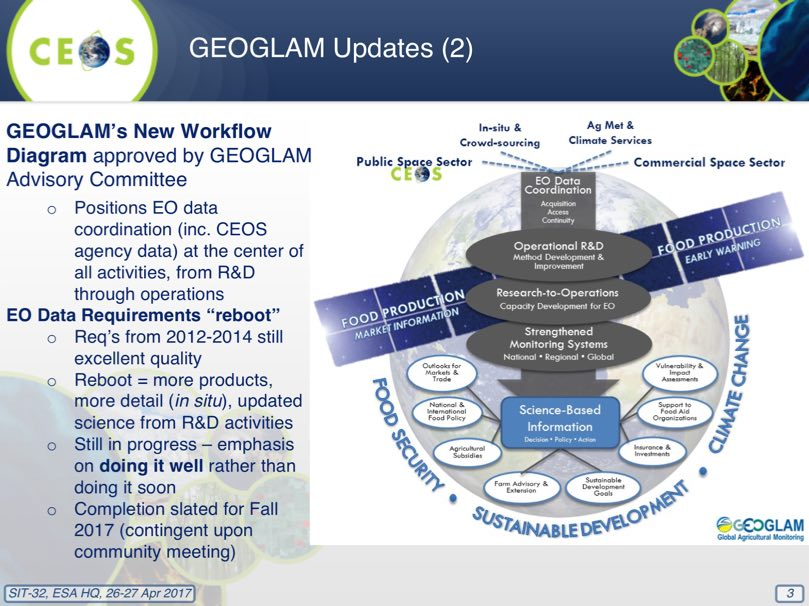 CEOS
GEOGLAM Updates (2)
GEOGLAM’s New Workflow
Diagram approved by GEOGLAM
Advisory Committee
o Positions EO data
coordination (inc. CEOS
agency data) at the center of
all activities, from R&D
through operations
EO Data Requirements “reboot”
o Req’s from 2012-2014 still
excellent quality
o Reboot = more products,
more detail (in situ), updated
science from R&D activities
o Still in progress – emphasis
on doing it well rather than
doing it soon
o Completion slated for Fall
2017 (contingent upon
community meeting)
In-situ &
Crowd-sourcing
Ag Met &
Climate Services
Public Space Sector
CEOS
Commercial Space Sector
EO Data
Coordination
Acquisition
Access
Continuity
Operational R&D
Method Development &
Improvement
FOOD PRODUCTION
EARLY WARNING
Research-to-Operations
Capacity Development for EO
FOOD PRODUCTION
MARKET INFORMATION
Strengthened
Monitoring Systems
National • Regional • Global
Outlooks for
Markets &
Trade
National &
International
Food Policy
Agricultural
Subsidies
Farm Advisory &
Extension
Science-Based
Information
Decision • Policy • Action
Vulnerability &
Impact
Assessments
Support to
Food Aid
Organizations
Insurance &
Investments
Sustainable
Development
Goals
FOOD SECURITY • SUSTAINABLE DEVELOPMENT • CLIMATE CHANGE
GEOGLAM
Global Agricultural Monitoring
SIT-32, ESA HQ, 26-27 Apr 2017
3